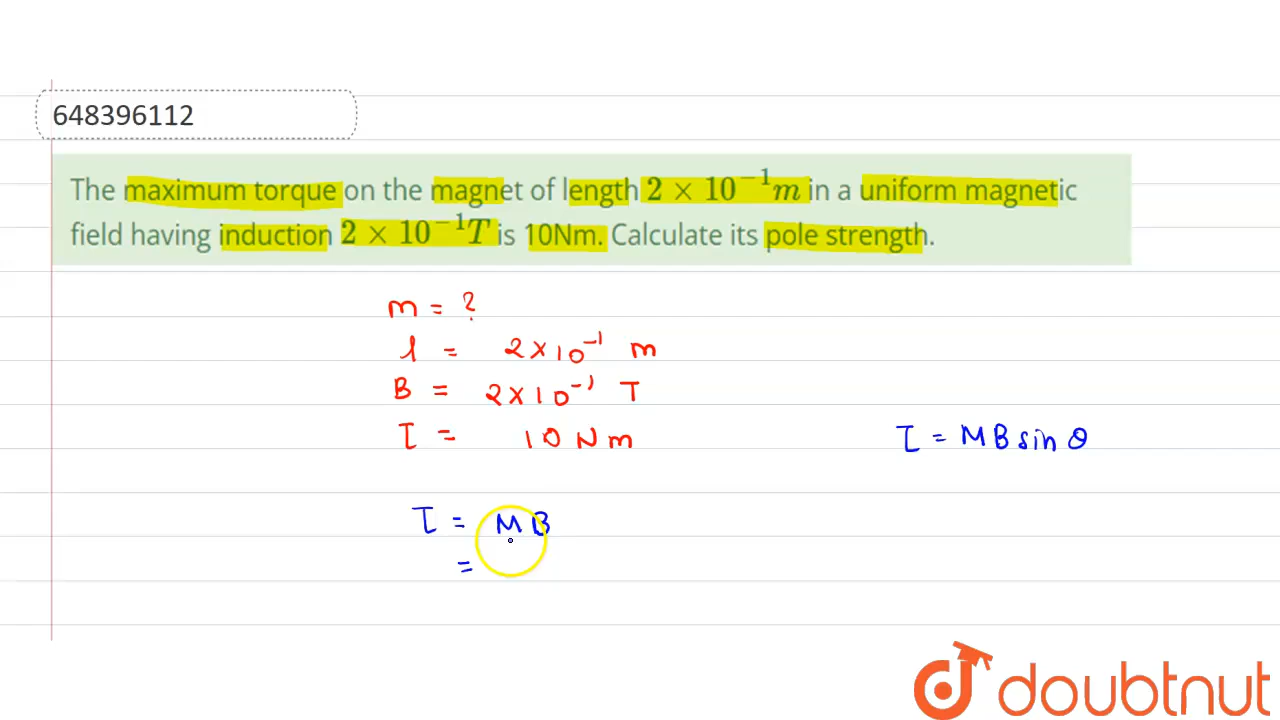 648396112
The maximum torque on the magnet of length 2 × 10⁻¹m in a uniform magnetic
field having induction 2 × 10⁻¹T is 10Nm. Calculate its pole strength.
m = ?
l = 2×10⁻¹ m
B = 2×10⁻¹ T
τ = 10 Nm
τ = MB sin θ
τ = MB
=
doubtnut